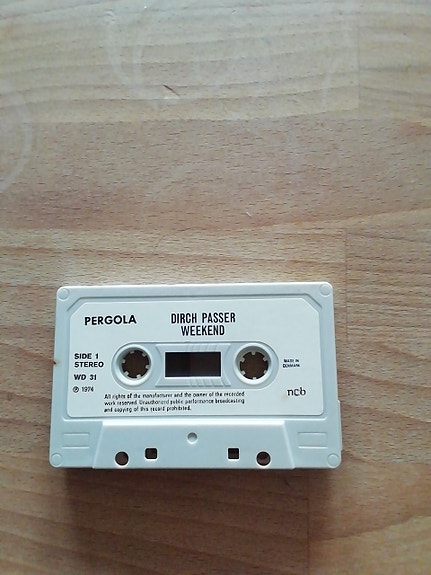 PERGOLA
DIRCH PASSER
WEEKEND
SIDE 1
STEREO
WD 31
℗ 1974
MADE IN
DENMARK
All rights of the manufacturer and the owner of the recorded
work reserved. Unauthorized public performance broadcasting
and copying of this record prohibited.
ncb